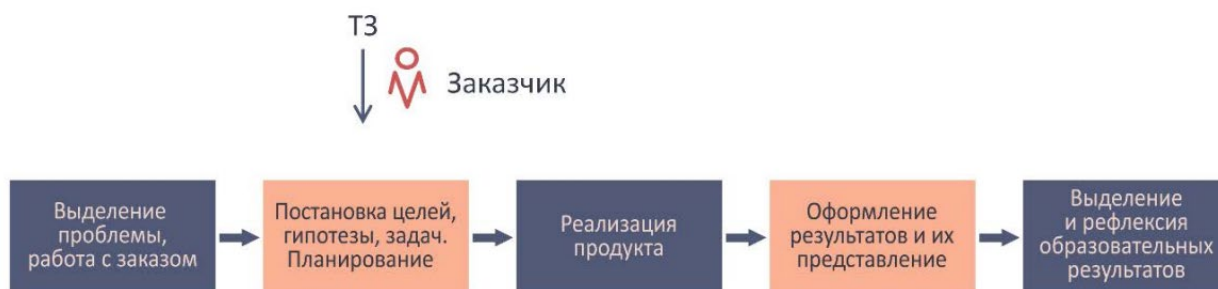 ТЗ
Заказчик
Выделение
проблемы,
работа с заказом
Постановка целей,
гипотезы, задач.
Планирование
Реализация
продукта
Оформление
результатов и их
представление
Выделение
и рефлексия
образовательных
результатов